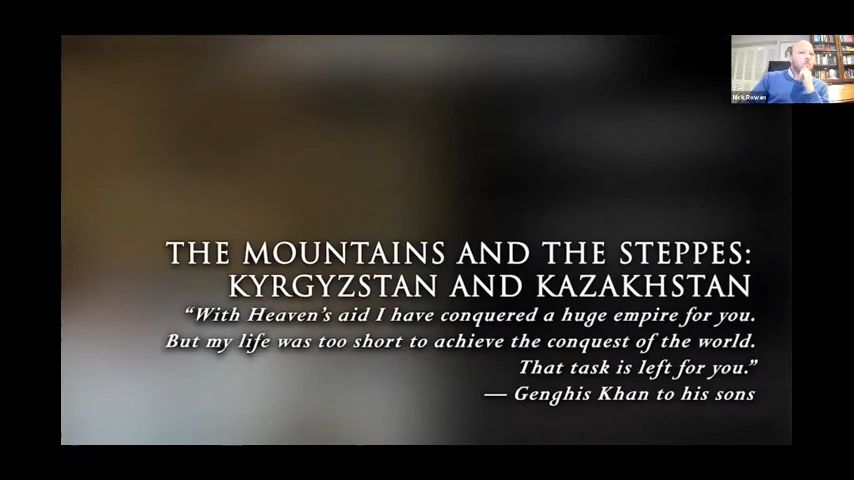 Nick Rowan
THE MOUNTAINS AND THE STEPPES:
KYRGYZSTAN AND KAZAKHSTAN
“With Heaven’s aid I have conquered a huge empire for you.
But my life was too short to achieve the conquest of the world.
That task is left for you.”
— Genghis Khan to his sons